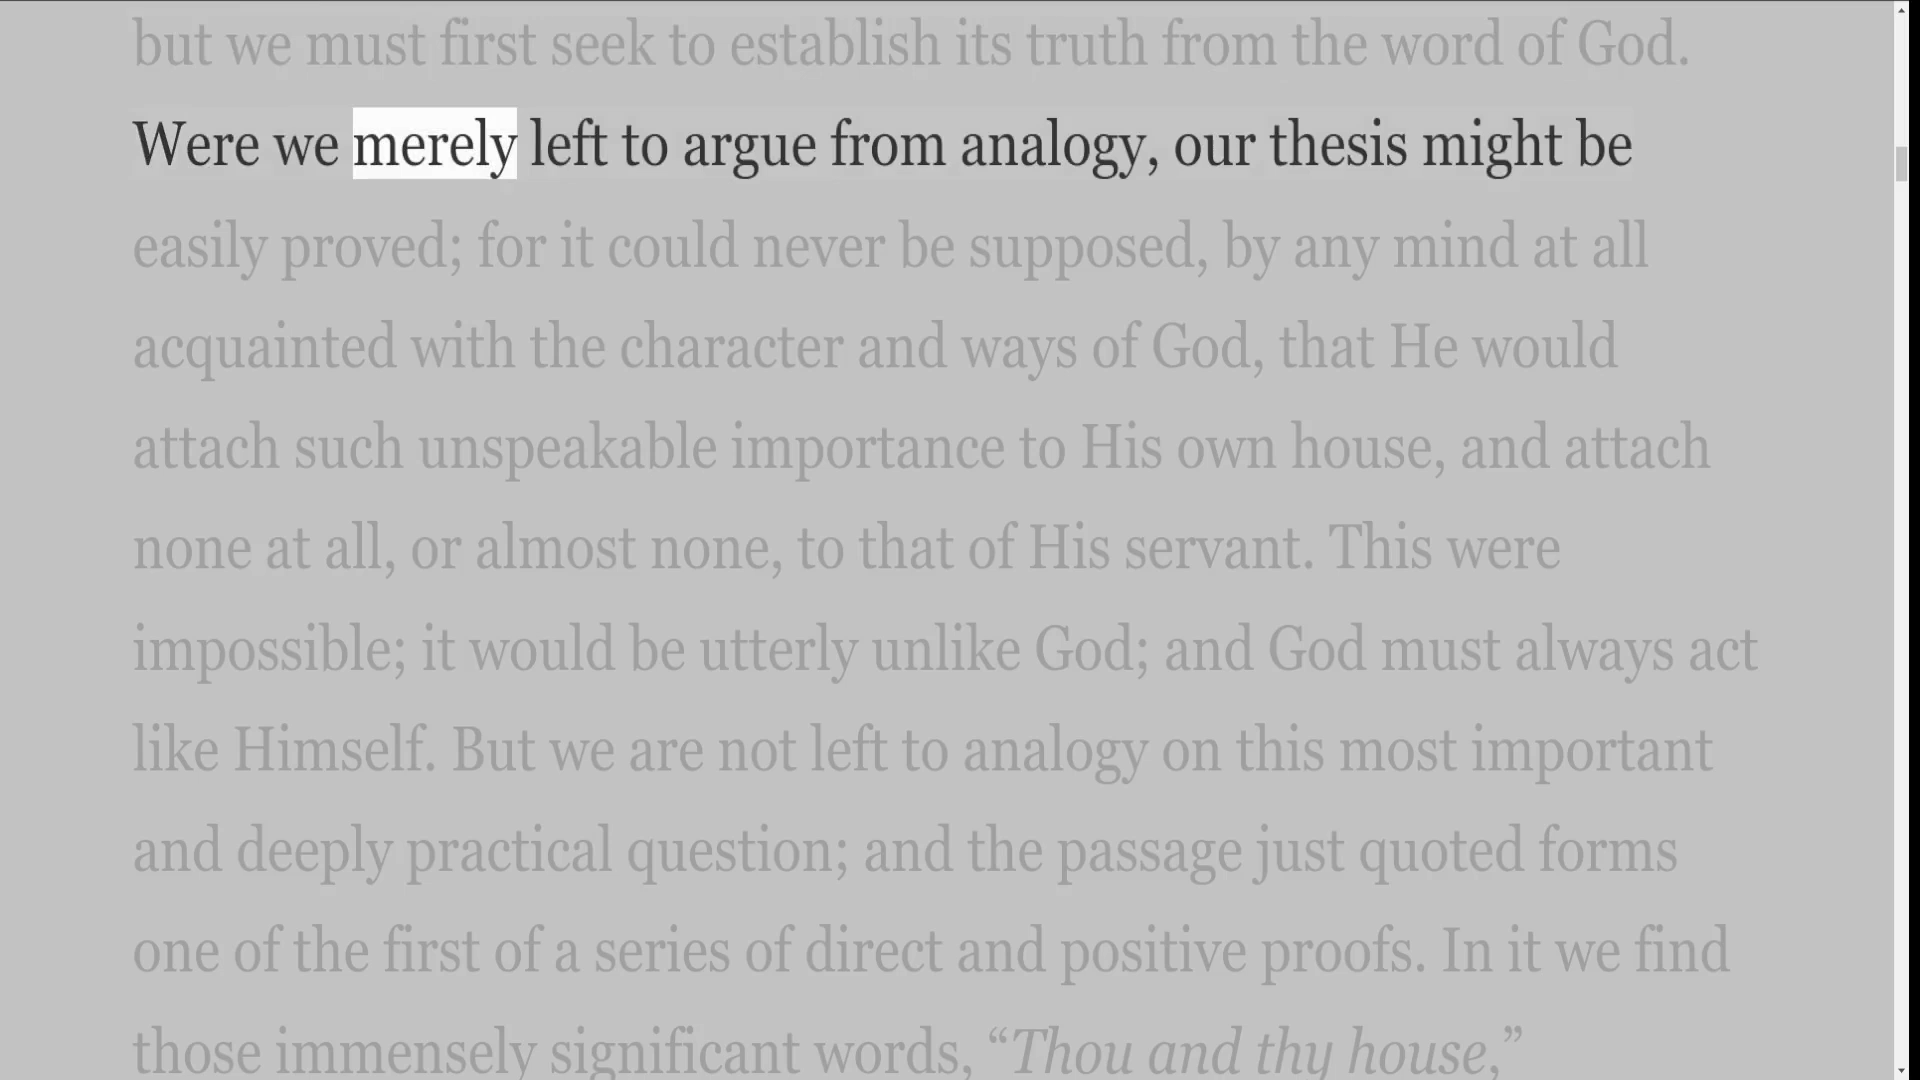 but we must first seek to establish its truth from the word of God.
Were we merely left to argue from analogy, our thesis might be
easily proved; for it could never be supposed, by any mind at all
acquainted with the character and ways of God, that He would
attach such unspeakable importance to His own house, and attach
none at all, or almost none, to that of His servant. This were
impossible; it would be utterly unlike God; and God must always act
like Himself. But we are not left to analogy on this most important
and deeply practical question; and the passage just quoted forms
one of the first of a series of direct and positive proofs. In it we find
those immensely significant words, “Thou and thy house,”